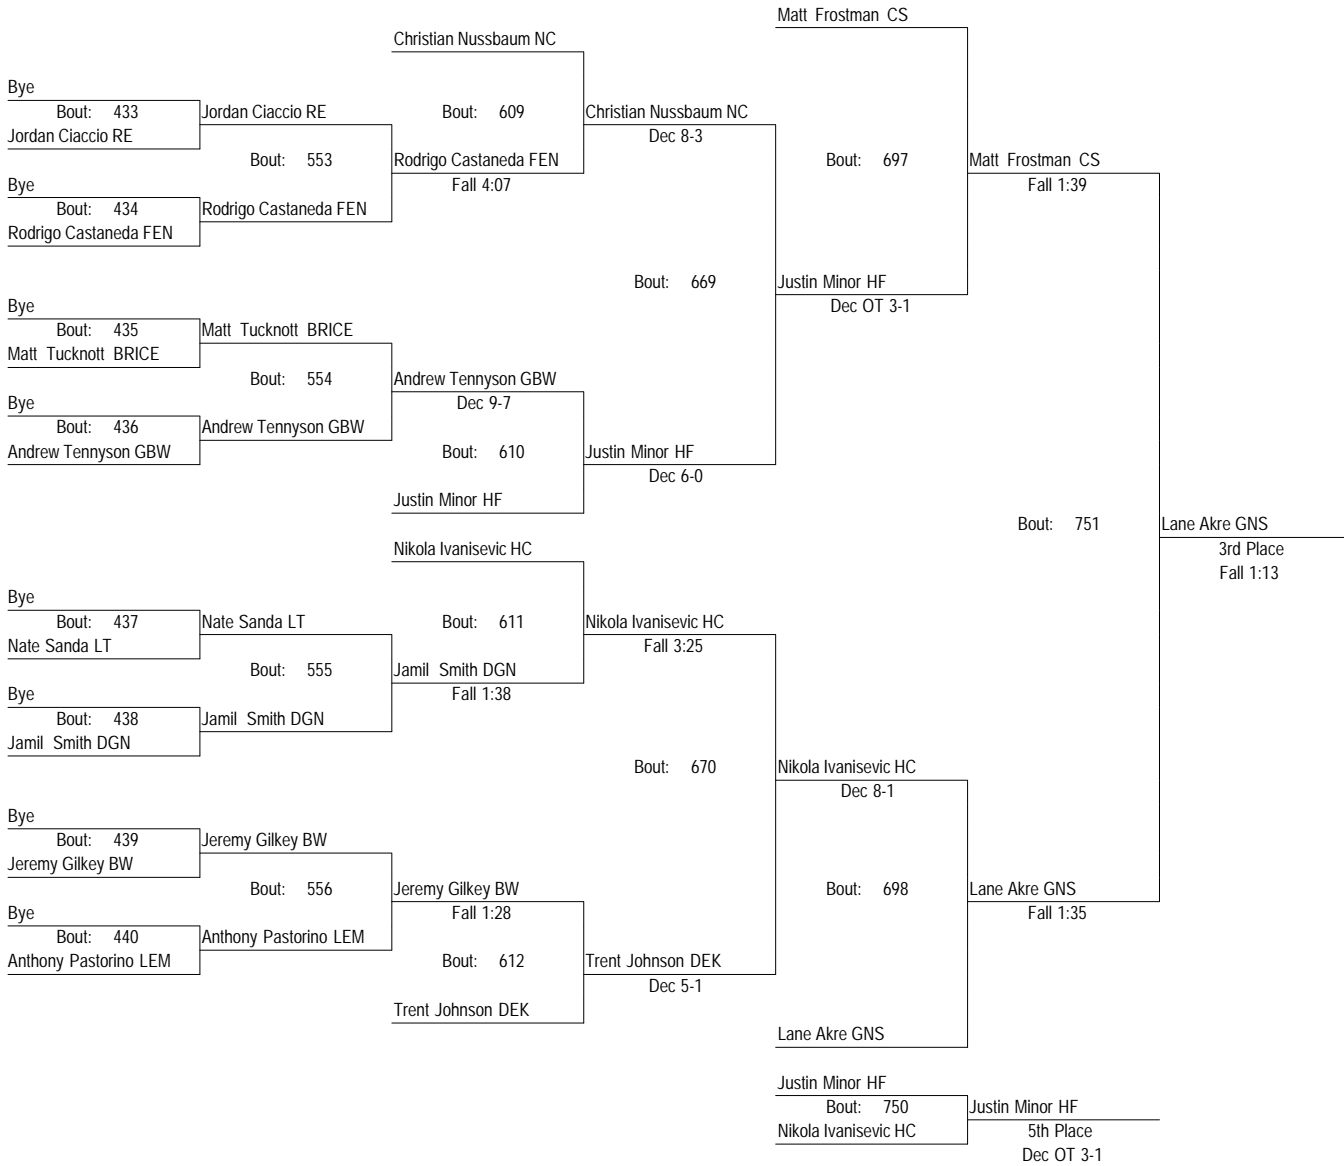 Matt Frostman CS
Christian Nussbaum NC
Bye
Bout: 433
Jordan Ciaccio RE
Bout: 609
Christian Nussbaum NC
Jordan Ciaccio RE
Dec 8-3
Bout: 553
Rodrigo Castaneda FEN
Bout: 697
Matt Frostman CS
Bye
Fall 4:07
Fall 1:39
Bout: 434
Rodrigo Castaneda FEN
Rodrigo Castaneda FEN
Bout: 669
Justin Minor HF
Bye
Dec OT 3-1
Bout: 435
Matt Tucknott BRICE
Matt Tucknott BRICE
Bout: 554
Andrew Tennyson GBW
Bye
Dec 9-7
Bout: 436
Andrew Tennyson GBW
Andrew Tennyson GBW
Bout: 610
Justin Minor HF
Dec 6-0
Justin Minor HF
Bout: 751
Lane Akre GNS
Nikola Ivanisevic HC
3rd Place
Fall 1:13
Bye
Bout: 437
Nate Sanda LT
Bout: 611
Nikola Ivanisevic HC
Nate Sanda LT
Fall 3:25
Bout: 555
Jamil Smith DGN
Bye
Fall 1:38
Bout: 438
Jamil Smith DGN
Jamil Smith DGN
Bout: 670
Nikola Ivanisevic HC
Dec 8-1
Bye
Bout: 439
Jeremy Gilkey BW
Jeremy Gilkey BW
Bout: 556
Jeremy Gilkey BW
Bout: 698
Lane Akre GNS
Bye
Fall 1:28
Fall 1:35
Bout: 440
Anthony Pastorino LEM
Anthony Pastorino LEM
Bout: 612
Trent Johnson DEK
Dec 5-1
Trent Johnson DEK
Lane Akre GNS
Justin Minor HF
Bout: 750
Justin Minor HF
Nikola Ivanisevic HC
5th Place
Dec OT 3-1